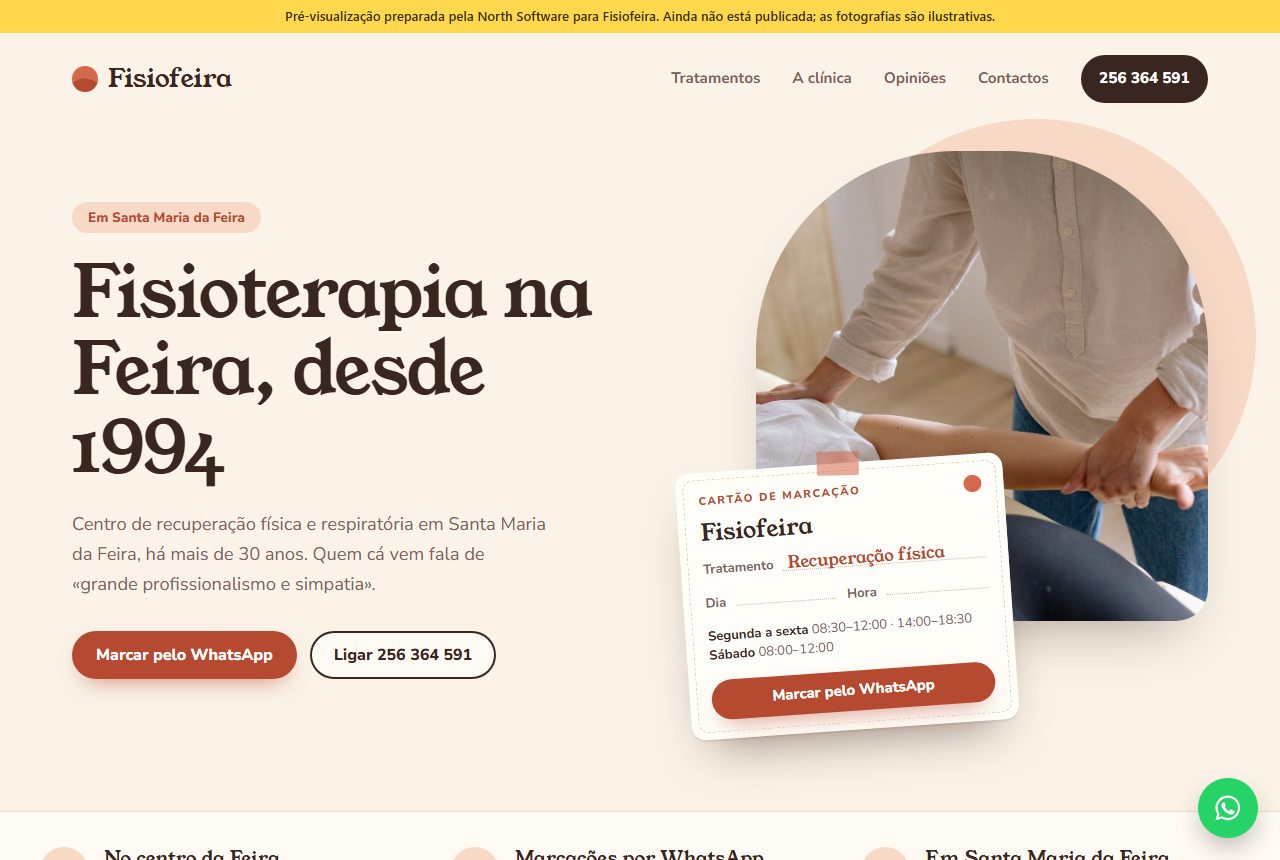 Pré-visualização preparada pela North Software para Fisiofeira. Ainda não está publicada; as fotografias são ilustrativas.
Fisiofeira
Tratamentos
A clínica
Opiniões
Contactos
256 364 591
Em Santa Maria da Feira
Fisioterapia na
Feira, desde
1994
Centro de recuperação física e respiratória em Santa Maria
da Feira, há mais de 30 anos. Quem cá vem fala de
«grande profissionalismo e simpatia».
Marcar pelo WhatsApp
Ligar 256 364 591
CARTÃO DE MARCAÇÃO
Fisiofeira
Tratamento Recuperação física
Dia Hora
Segunda a sexta 08:30–12:00 · 14:00–18:30
Sábado 08:00–12:00
Marcar pelo WhatsApp
No centro da Feira
Marcações por WhatsApp
Em Santa Maria da Feira